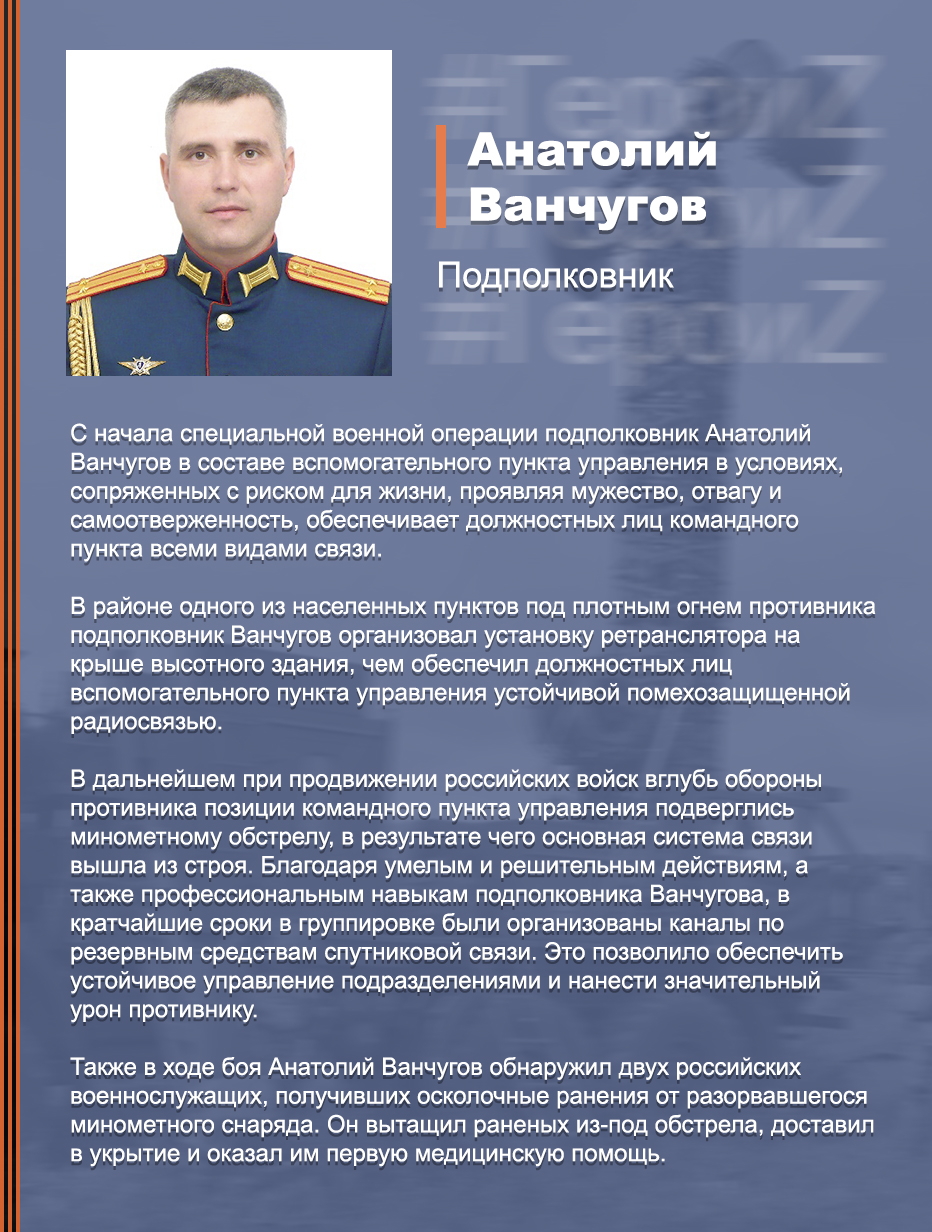 #ГероиZ
Анатолий
#ГероиZ
Ванчугов
Подполковник
#ГероиZ
С начала специальной военной операции подполковник Анатолий
Ванчугов в составе вспомогательного пункта управления в условиях,
сопряженных с риском для жизни, проявляя мужество, отвагу и
самоотверженность, обеспечивает должностных лиц командного
пункта всеми видами связи.
В районе одного из населенных пунктов под плотным огнем противника
подполковник Ванчугов организовал установку ретранслятора на
крыше высотного здания, чем обеспечил должностных лиц
вспомогательного пункта управления устойчивой помехозащищенной
радиосвязью.
В дальнейшем при продвижении российских войск вглубь обороны
противника позиции командного пункта управления подверглись
минометному обстрелу, в результате чего основная система связи
вышла из строя. Благодаря умелым и решительным действиям, а
также профессиональным навыкам подполковника Ванчугова, в
кратчайшие сроки в группировке были организованы каналы по
резервным средствам спутниковой связи. Это позволило обеспечить
устойчивое управление подразделениями и нанести значительный
урон противнику.
Также в ходе боя Анатолий Ванчугов обнаружил двух российских
военнослужащих, получивших осколочные ранения от разорвавшегося
минометного снаряда. Он вытащил раненых из-под обстрела, доставил
в укрытие и оказал им первую медицинскую помощь.